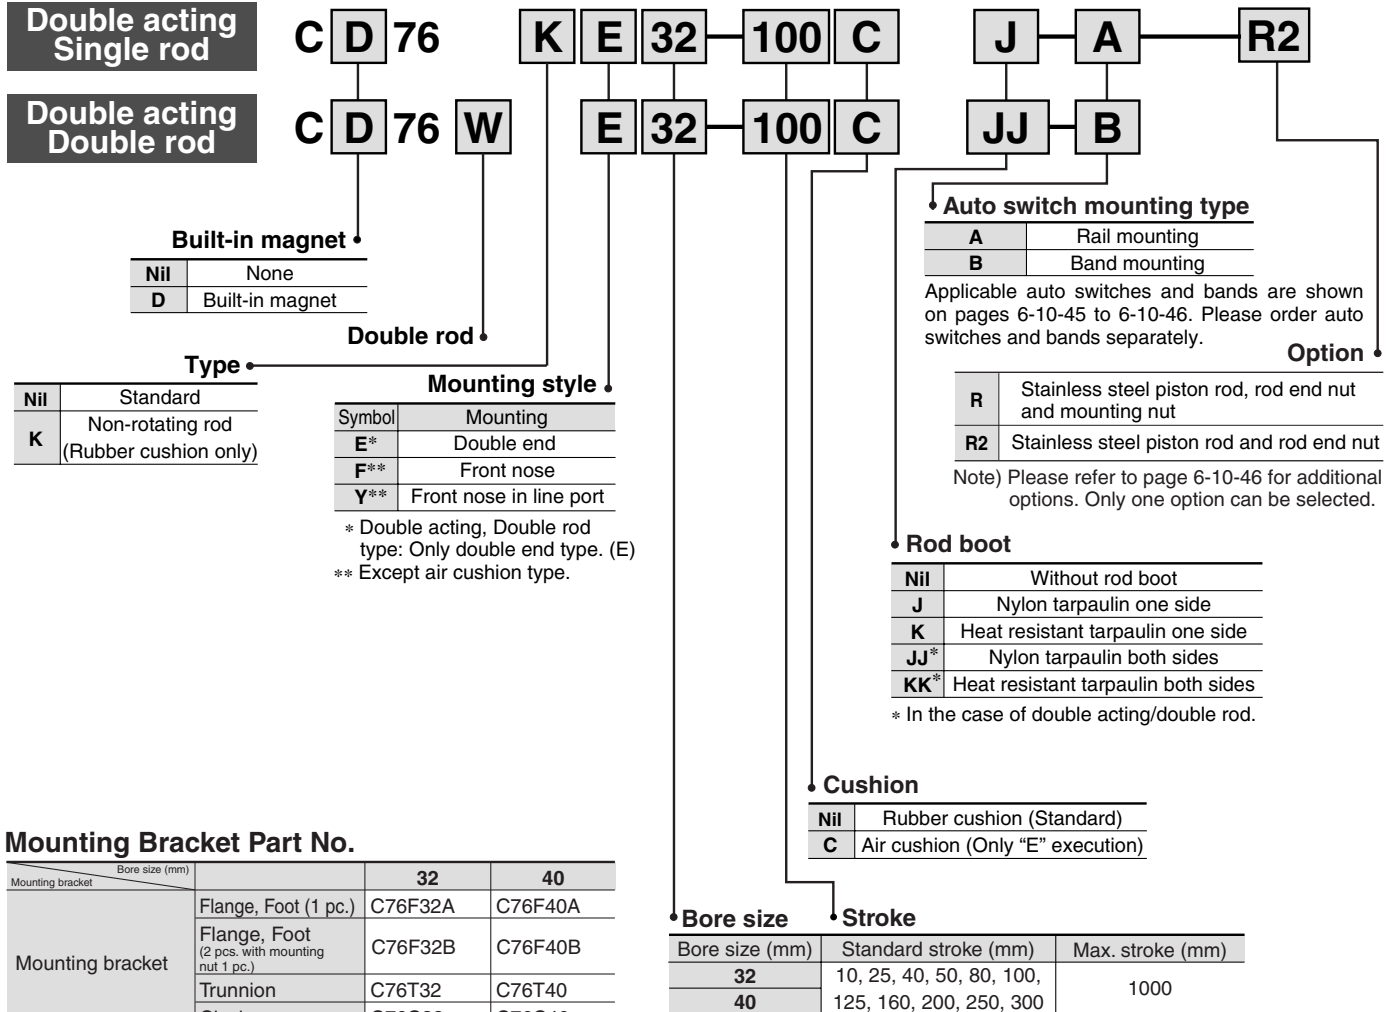 Double acting
Single rod
C D 76 K E 32 100 C J A R2
Double acting
Double rod
C D 76 W E 32 100 C JJ B
Built-in magnet
Nil None
D Built-in magnet
Double rod
Type
Nil Standard
K Non-rotating rod
(Rubber cushion only)
Mounting style
Symbol Mounting
E* Double end
F** Front nose
Y** Front nose in line port
* Double acting, Double rod
type: Only double end type. (E)
** Except air cushion type.
Auto switch mounting type
A Rail mounting
B Band mounting
Applicable auto switches and bands are shown
on pages 6-10-45 to 6-10-46. Please order auto
switches and bands separately.
Option
R Stainless steel piston rod, rod end nut
and mounting nut
R2 Stainless steel piston rod and rod end nut
Note) Please refer to page 6-10-46 for additional
options. Only one option can be selected.
Rod boot
Nil Without rod boot
J Nylon tarpaulin one side
K Heat resistant tarpaulin one side
JJ* Nylon tarpaulin both sides
KK* Heat resistant tarpaulin both sides
* In the case of double acting/double rod.
Cushion
Nil Rubber cushion (Standard)
C Air cushion (Only “E” execution)
Mounting Bracket Part No.
Bore size (mm)
Mounting bracket
32 40
Mounting bracket
Flange, Foot (1 pc.) C76F32A C76F40A
Flange, Foot
(2 pcs. with mounting
nut 1 pc.)
C76F32B C76F40B
Trunnion C76T32 C76T40
Bore size Stroke
Bore size (mm) Standard stroke (mm) Max. stroke (mm)
32 10, 25, 40, 50, 80, 100,
40 125, 160, 200, 250, 300
1000